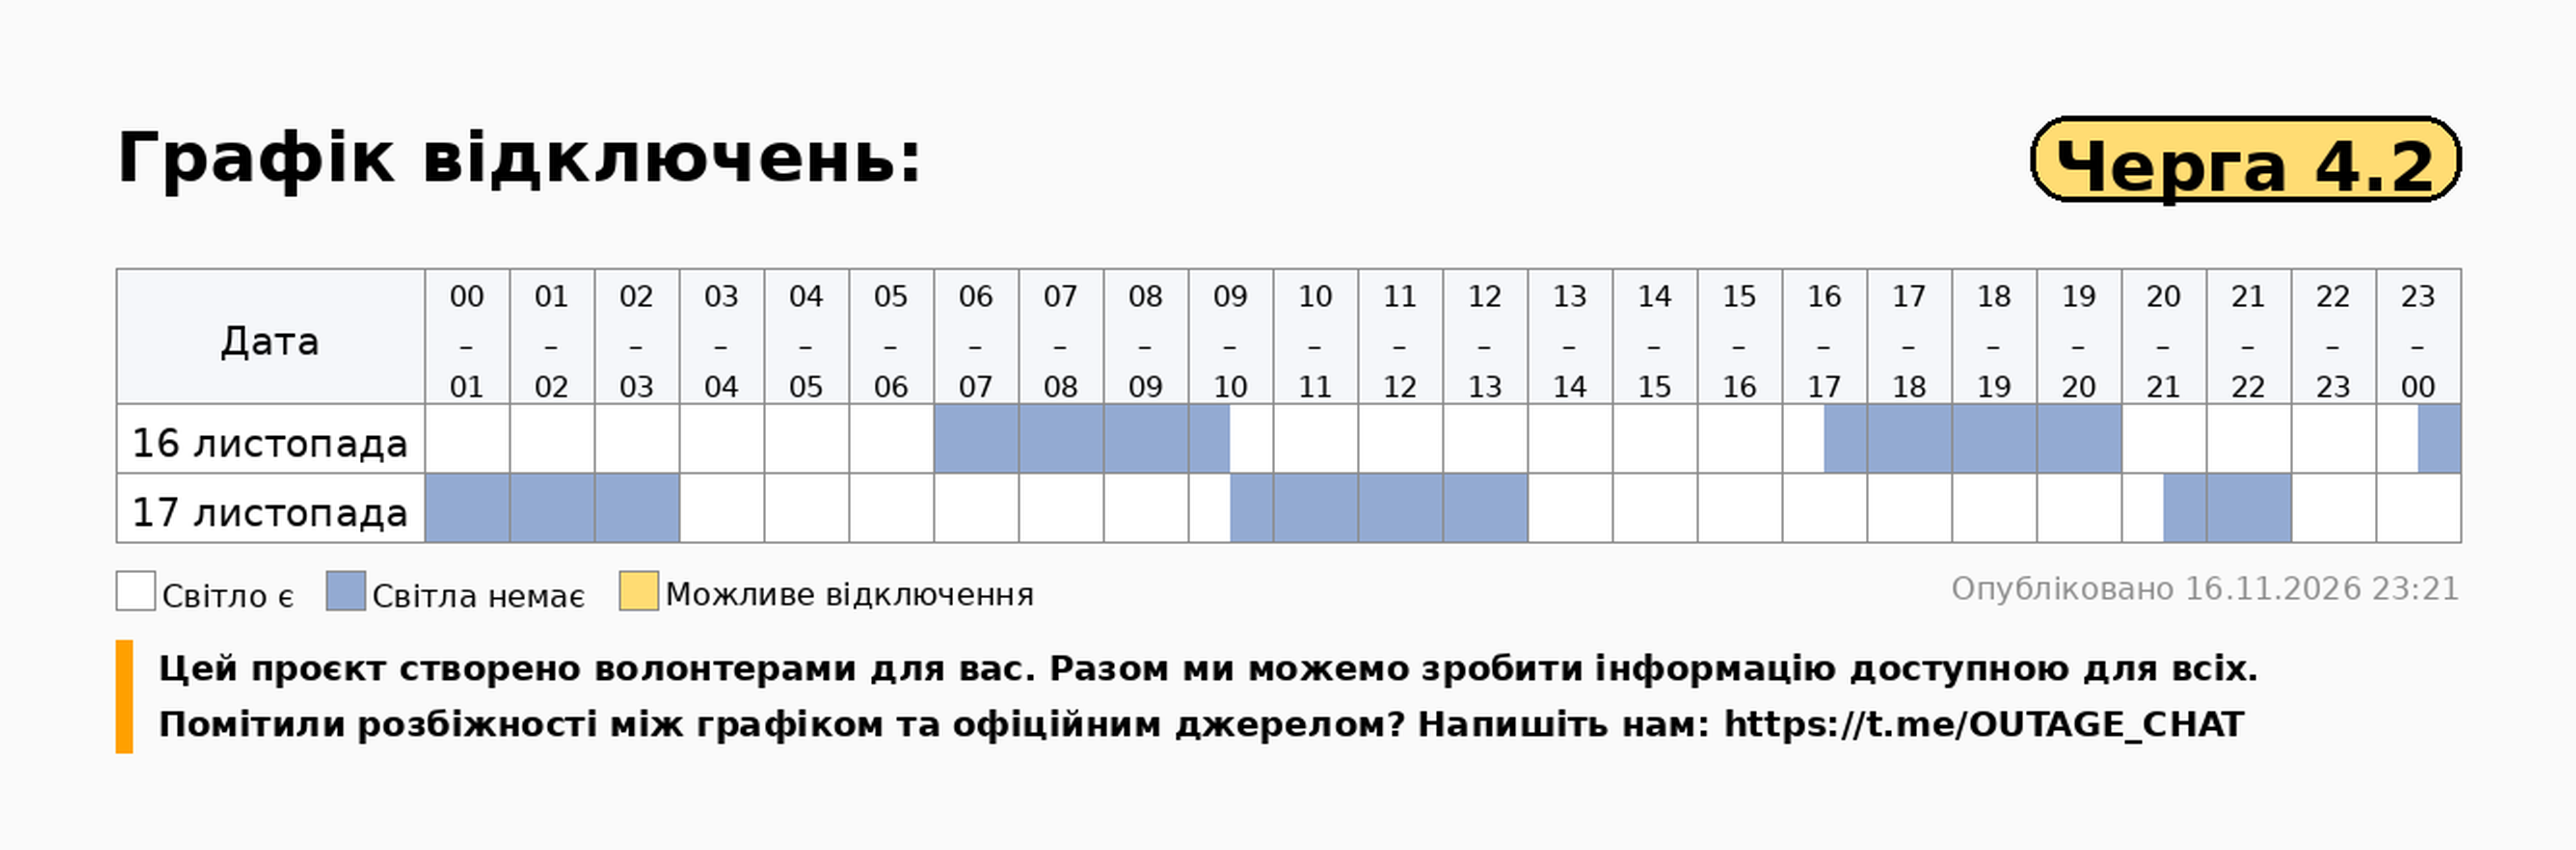 Графік відключень:
Черга 4.2
Дата
00 01 02 03 04 05 06 07 08 09 10 11 12 13 14 15 16 17 18 19 20 21 22 23
– – – – – – – – – – – – – – – – – – – – – – – –
01 02 03 04 05 06 07 08 09 10 11 12 13 14 15 16 17 18 19 20 21 22 23 00
16 листопада
17 листопада
Світло є Світла немає Можливе відключення
Опубліковано 16.11.2026 23:21
Цей проєкт створено волонтерами для вас. Разом ми можемо зробити інформацію доступною для всіх.
Помітили розбіжності між графіком та офіційним джерелом? Напишіть нам: https://t.me/OUTAGE_CHAT